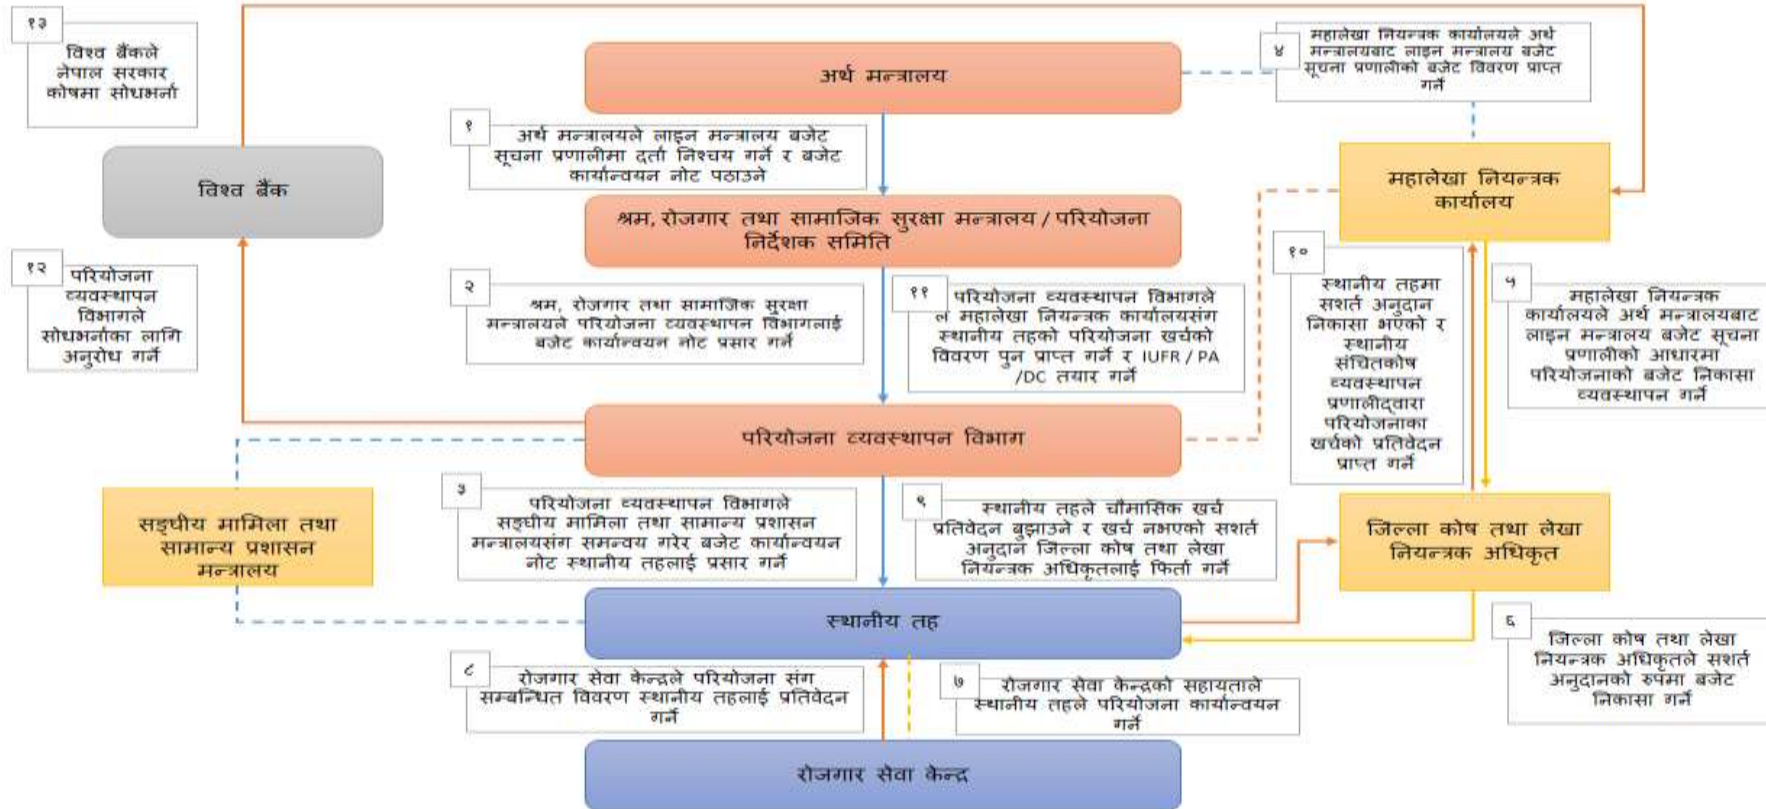 १३
विश्व बैंकले
नेपाल सरकार
कोषमा सोधभर्ना
अर्थ मन्त्रालय
४
महालेखा नियन्त्रक कार्यालयले अर्थ
मन्त्रालयबाट लाइन मन्त्रालय बजेट
सूचना प्रणालीको बजेट विवरण प्राप्त
गर्ने
१
अर्थ मन्त्रालयले लाइन मन्त्रालय बजेट
सूचना प्रणालीमा दर्ता निश्चय गर्ने र बजेट
कार्यान्वयन नोट पठाउने
विश्व बैंक
महालेखा नियन्त्रक
कार्यालय
श्रम, रोजगार तथा सामाजिक सुरक्षा मन्त्रालय / परियोजना
निर्देशक समिति
१२
परियोजना
व्यवस्थापन
विभागले
सोधभर्नाका लागि
अनुरोध गर्ने
२
श्रम, रोजगार तथा सामाजिक सुरक्षा
मन्त्रालयले परियोजना व्यवस्थापन विभागलाई
बजेट कार्यान्वयन नोट प्रसार गर्ने
११
परियोजना व्यवस्थापन विभागले
ले महालेखा नियन्त्रक कार्यालयसंग
स्थानीय तहको परियोजना खर्चको
विवरण पुन प्राप्त गर्ने र IUFR / PA
/DC तयार गर्ने
१०
स्थानीय तहमा
सशर्त अनुदान
निकासा भएको र
स्थानीय
संचितकोष
व्यवस्थापन
प्रणालीद्वारा
परियोजनाका
खर्चको प्रतिवेदन
प्राप्त गर्ने
५
महालेखा नियन्त्रक
कार्यालयले अर्थ मन्त्रालयबाट
लाइन मन्त्रालय बजेट सूचना
प्रणालीको आधारमा
परियोजनाको बजेट निकासा
व्यवस्थापन गर्ने
परियोजना व्यवस्थापन विभाग
सङ्घीय मामिला तथा
सामान्य प्रशासन
मन्त्रालय
३
परियोजना व्यवस्थापन विभागले
सङ्घीय मामिला तथा सामान्य प्रशासन
मन्त्रालयसंग समन्वय गरेर बजेट कार्यान्वयन
नोट स्थानीय तहलाई प्रसार गर्ने
९
स्थानीय तहले चौमासिक खर्च
प्रतिवेदन बुझाउने र खर्च नभएको सशर्त
अनुदान जिल्ला कोष तथा लेखा
नियन्त्रक अधिकृतलाई फिर्ता गर्ने
जिल्ला कोष तथा लेखा
नियन्त्रक अधिकृत
स्थानीय तह
६
जिल्ला कोष तथा लेखा
नियन्त्रक अधिकृतले सशर्त
अनुदानको रुपमा बजेट
निकासा गर्ने
८
रोजगार सेवा केन्द्रले परियोजना संग
सम्बन्धित विवरण स्थानीय तहलाई प्रतिवेदन
गर्ने
७
रोजगार सेवा केन्द्रको सहायताले
स्थानीय तहले परियोजना कार्यान्वयन
गर्ने
रोजगार सेवा केन्द्र